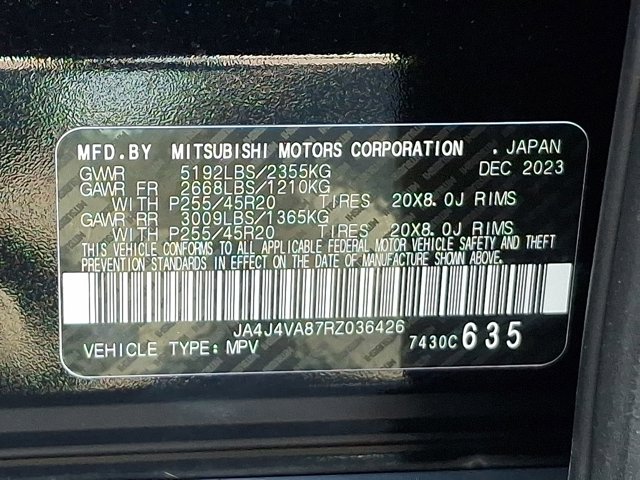 MFD.BY MITSUBISHI MOTORS CORPORATION . JAPAN
GVWR 5192LBS/2355KG DEC 2023
GAWR FR 2668LBS/1210KG
WITH P255/45R20 TIRES 20X8.0J RIMS
GAWR RR 3009LBS/1365KG
WITH P255/45R20 TIRES 20X8.0J RIMS
THIS VEHICLE CONFORMS TO ALL APPLICABLE FEDERAL MOTOR VEHICLE SAFETY AND THEFT
PREVENTION STANDARDS IN EFFECT ON THE DATE OF MANUFACTURE SHOWN ABOVE.
JA4J4VA87RZ036426
VEHICLE TYPE: MPV 7430C 635